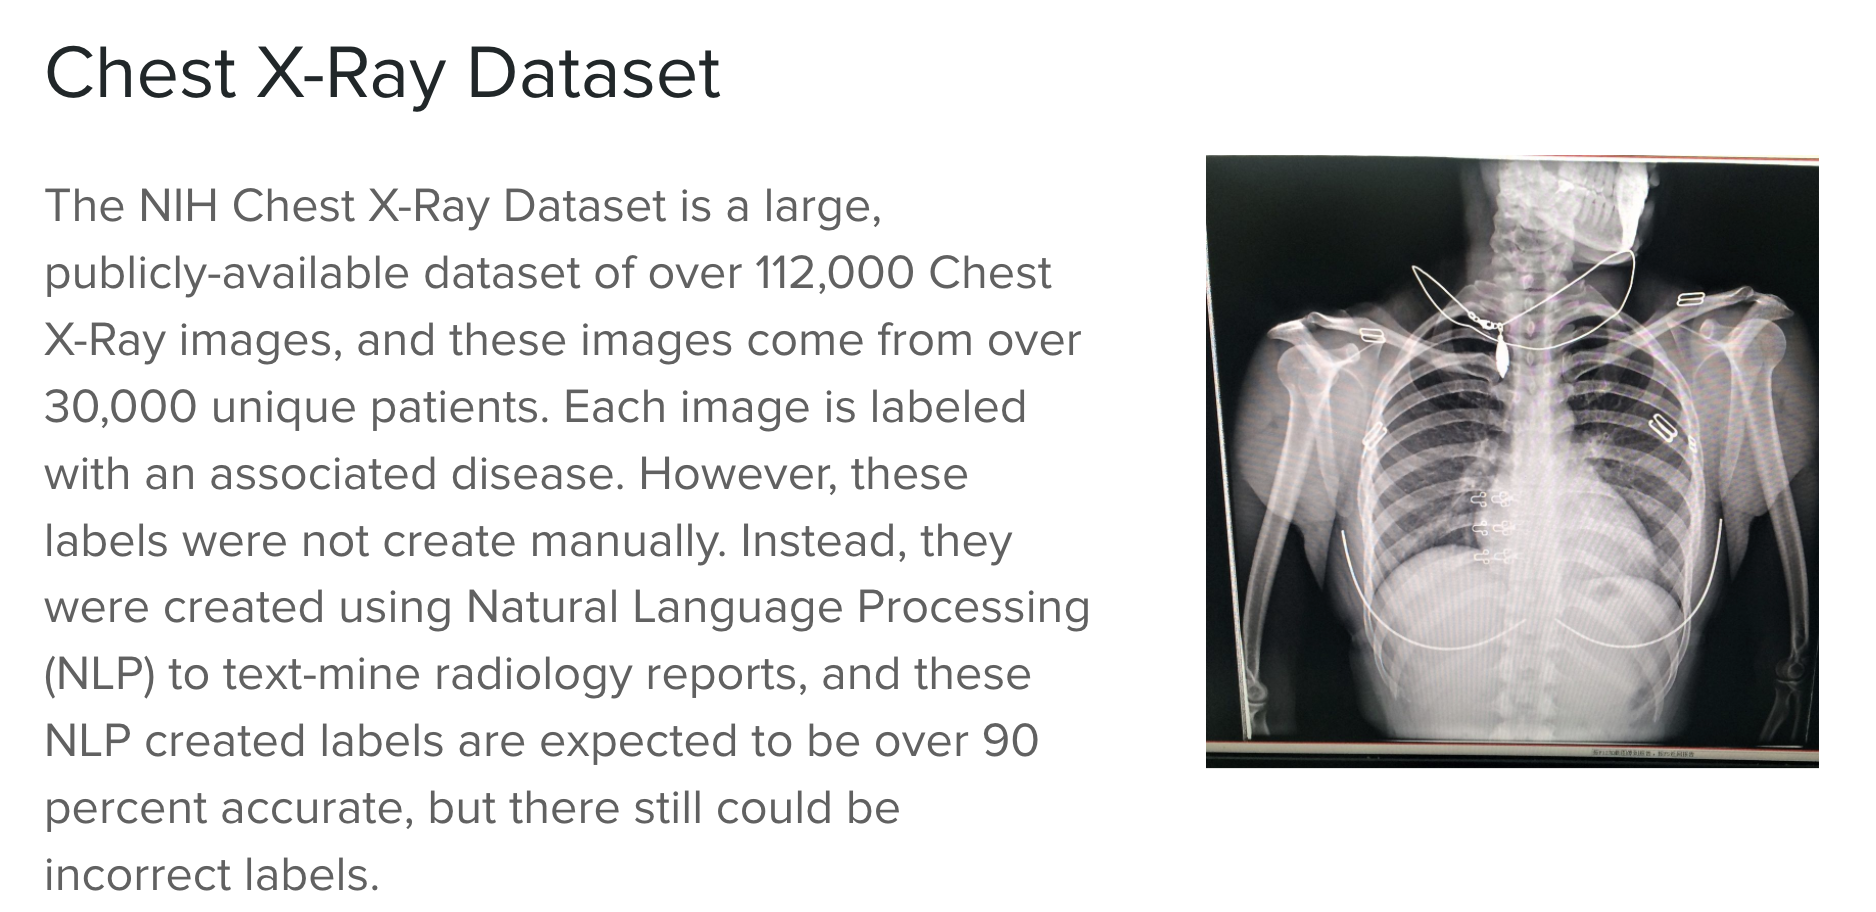 Chest X-Ray Dataset
The NIH Chest X-Ray Dataset is a large,
publicly-available dataset of over 112,000 Chest
X-Ray images, and these images come from over
30,000 unique patients. Each image is labeled
with an associated disease. However, these
labels were not create manually. Instead, they
were created using Natural Language Processing
(NLP) to text-mine radiology reports, and these
NLP created labels are expected to be over 90
percent accurate, but there still could be
incorrect labels.